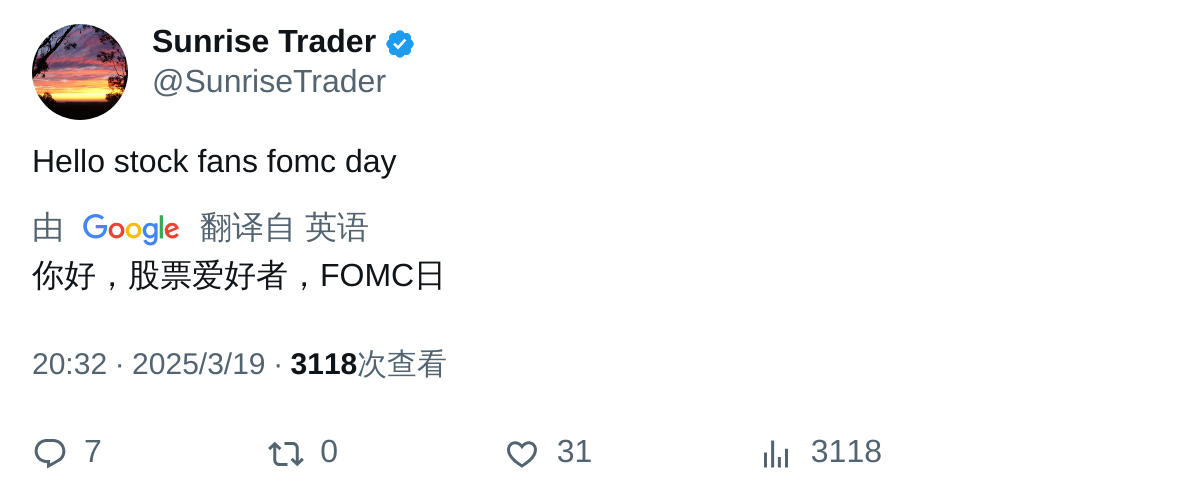 Sunrise Trader
@SunriseTrader
Hello stock fans fomc day
由 Google 翻译自 英语
你好，股票爱好者，FOMC日
20:32 · 2025/3/19 · 3118次查看
7 0 31 3118